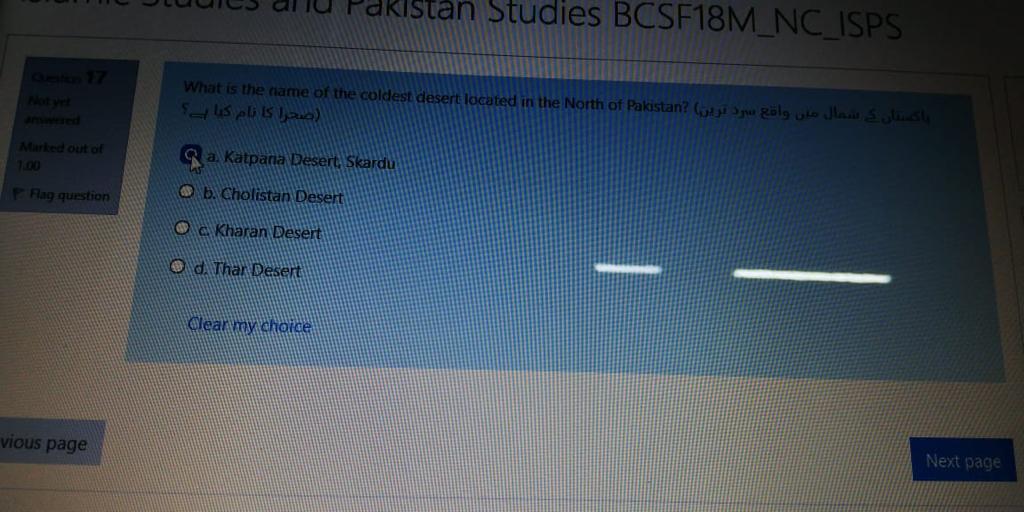 Islamic Studies and Pakistan Studies BCSF18M_NC_ISPS
Question 17
Not yet
answered
Marked out of
1.00
Flag question
What is the name of the coldest desert located in the North of Pakistan? (پاکستان کے شمال میں واقع سرد ترین
صحرا کا نام کیا ہے؟)
a. Katpana Desert, Skardu
b. Cholistan Desert
c. Kharan Desert
d. Thar Desert
Clear my choice
vious page
Next page